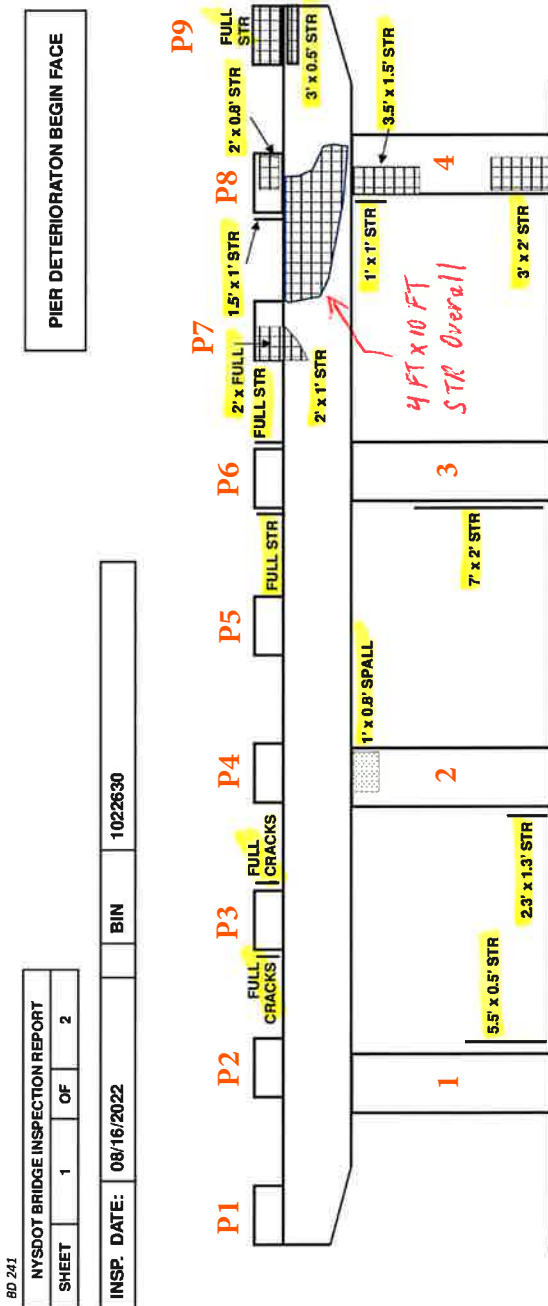 BD 241
NYSDOT BRIDGE INSPECTION REPORT
SHEET 1 OF 2
INSP. DATE: 08/16/2022 BIN 1022630
PIER DETERIORATON BEGIN FACE
P1
P2
P3
P4
P5
P6
P7
P8
P9
FULL
CRACKS
FULL
CRACKS
FULL STR
FULL STR
2' x FULL
1.5' x 1' STR
2' x 0.8' STR
FULL
STR
2' x 1' STR
3' x 0.5' STR
4 FT X 10 FT
STR Overall
1
5.5' x 0.5' STR
2.3' x 1.3' STR
2
1' x 0.8' SPALL
7' x 2' STR
3
1' x 1' STR
3' x 2' STR
4
3.5' x 1.5' STR